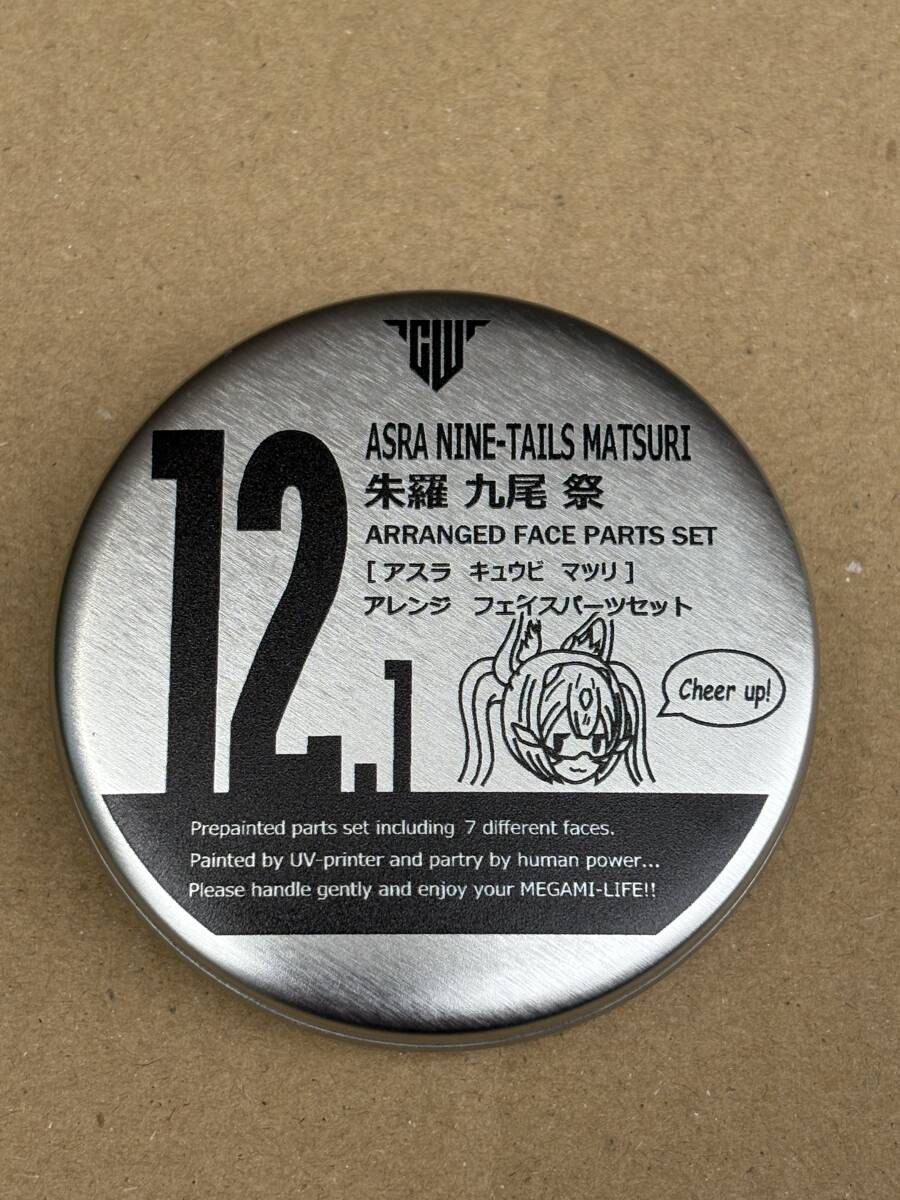 CW
12.1
ASRA NINE-TAILS MATSURI
朱羅 九尾 祭
ARRANGED FACE PARTS SET
[ アスラ キュウビ マツリ ]
アレンジ フェイスパーツセット
Cheer up!
Prepainted parts set including 7 different faces.
Painted by UV-printer and partry by human power...
Please handle gently and enjoy your MEGAMI-LIFE!!